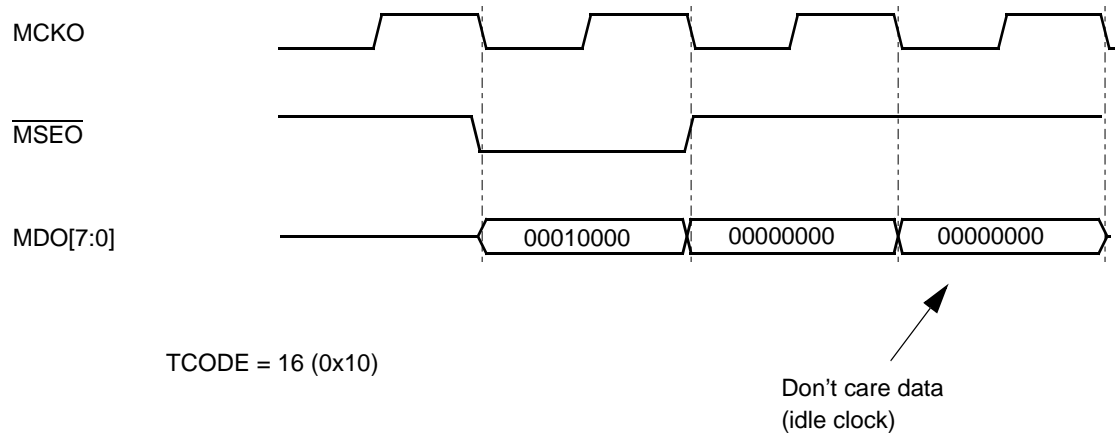 MCKO
MSEO
MDO[7:0]
00010000
00000000
00000000
TCODE = 16 (0x10)
Don't care data
(idle clock)